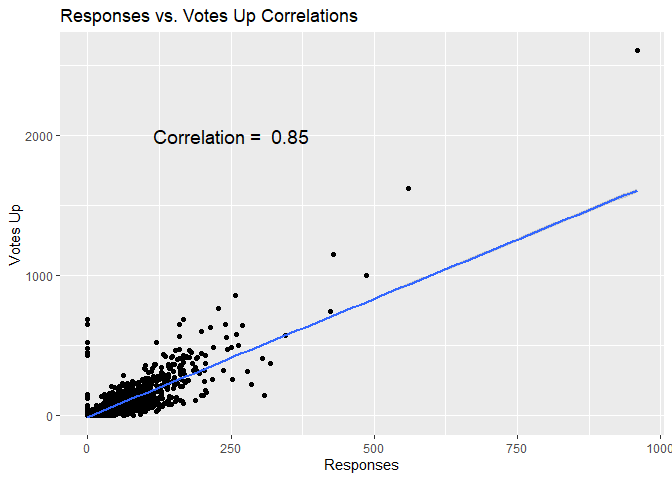 Responses vs. Votes Up Correlations
Correlation =  0.85
Votes Up
2000
1000
0
0 250 500 750 1000
Responses